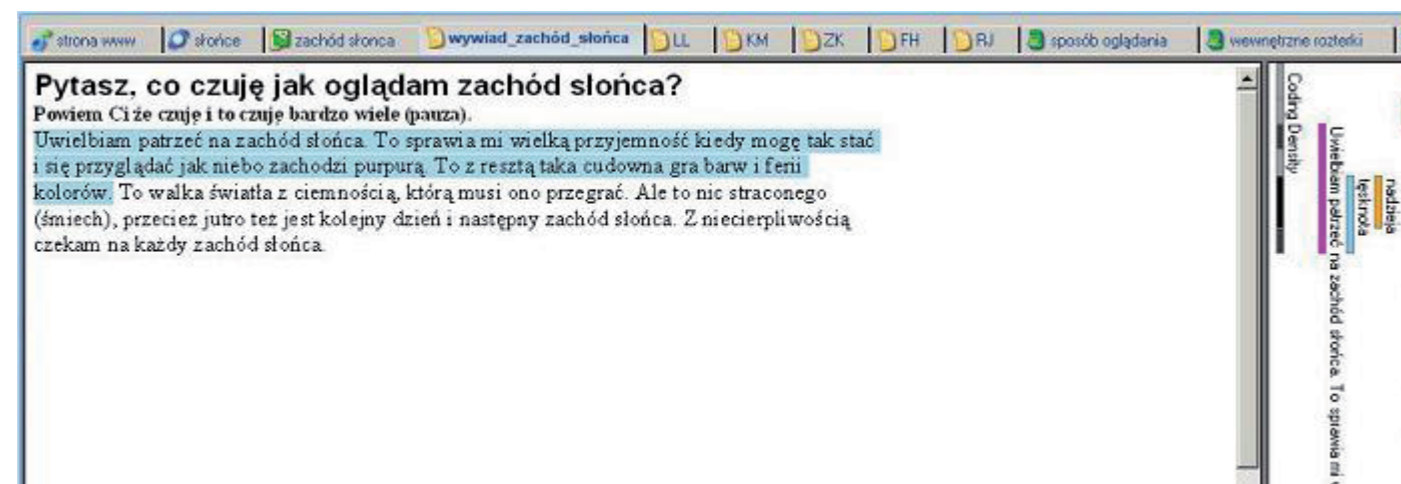 strona www słońce zachód słonca wywiad_zachód_słońca LL KM ZK FH RJ sposób oglądania wewnętrzne rozterki
Pytasz, co czuję jak oglądam zachód słońca?
Powiem Ci że czuję i to czuję bardzo wiele (pauza).
Uwielbiam patrzeć na zachód słońca. To sprawia mi wielką przyjemność kiedy mogę tak stać
i się przyglądać jak niebo zachodzi purpurą. To z resztą taka cudowna gra barw i ferii
kolorów. To walka światła z ciemnością, którą musi ono przegrać. Ale to nic straconego
(śmiech), przecież jutro też jest kolejny dzień i następny zachód słońca. Z niecierpliwością
czekam na każdy zachód słońca.
Coding Density
Uwielbiam patrzeć na zachód słońca. To sprawia mi
tęsknota
nadzieja